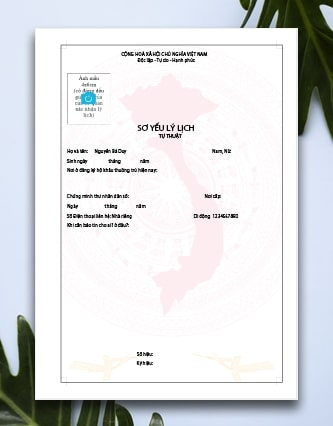 CỘNG HOÀ XÃ HỘI CHỦ NGHĨA VIỆT NAM
Độc lập - Tự do - Hạnh phúc
Ảnh màu
4x6cm
(có đóng dấu
cơ quan
xác nhận lý
lịch)
SƠ YẾU LÝ LỊCH
TỰ THUẬT
Họ và tên: Nguyễn Bá Duy Nam, Nữ:
Sinh ngày tháng năm
Nơi ở đăng ký hộ khẩu thường trú hiện nay:
Chứng minh thư nhân dân số: Nơi cấp:
Ngày tháng năm
Số Điện thoại liên hệ: Nhà riêng Di động 1234567890
Khi cần báo tin cho ai? ở đâu?:
Số hiệu:
Ký hiệu: